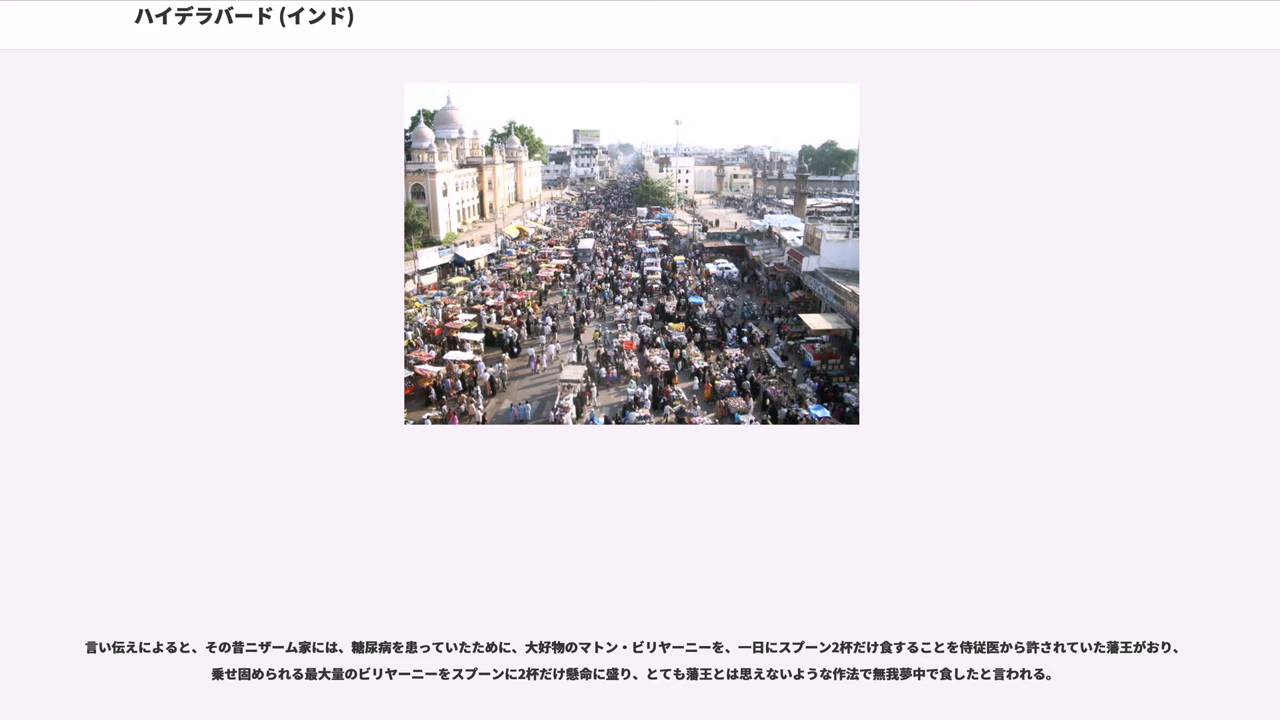 ハイデラバード (インド)
言い伝えによると、その昔ニザーム家には、糖尿病を患っていたために、大好物のマトン・ビリヤーニーを、一日にスプーン2杯だけ食することを侍従医から許されていた藩王がおり、
乗せ固められる最大量のビリヤーニーをスプーンに2杯だけ懸命に盛り、とても藩王とは思えないような作法で無我夢中で食したと言われる。